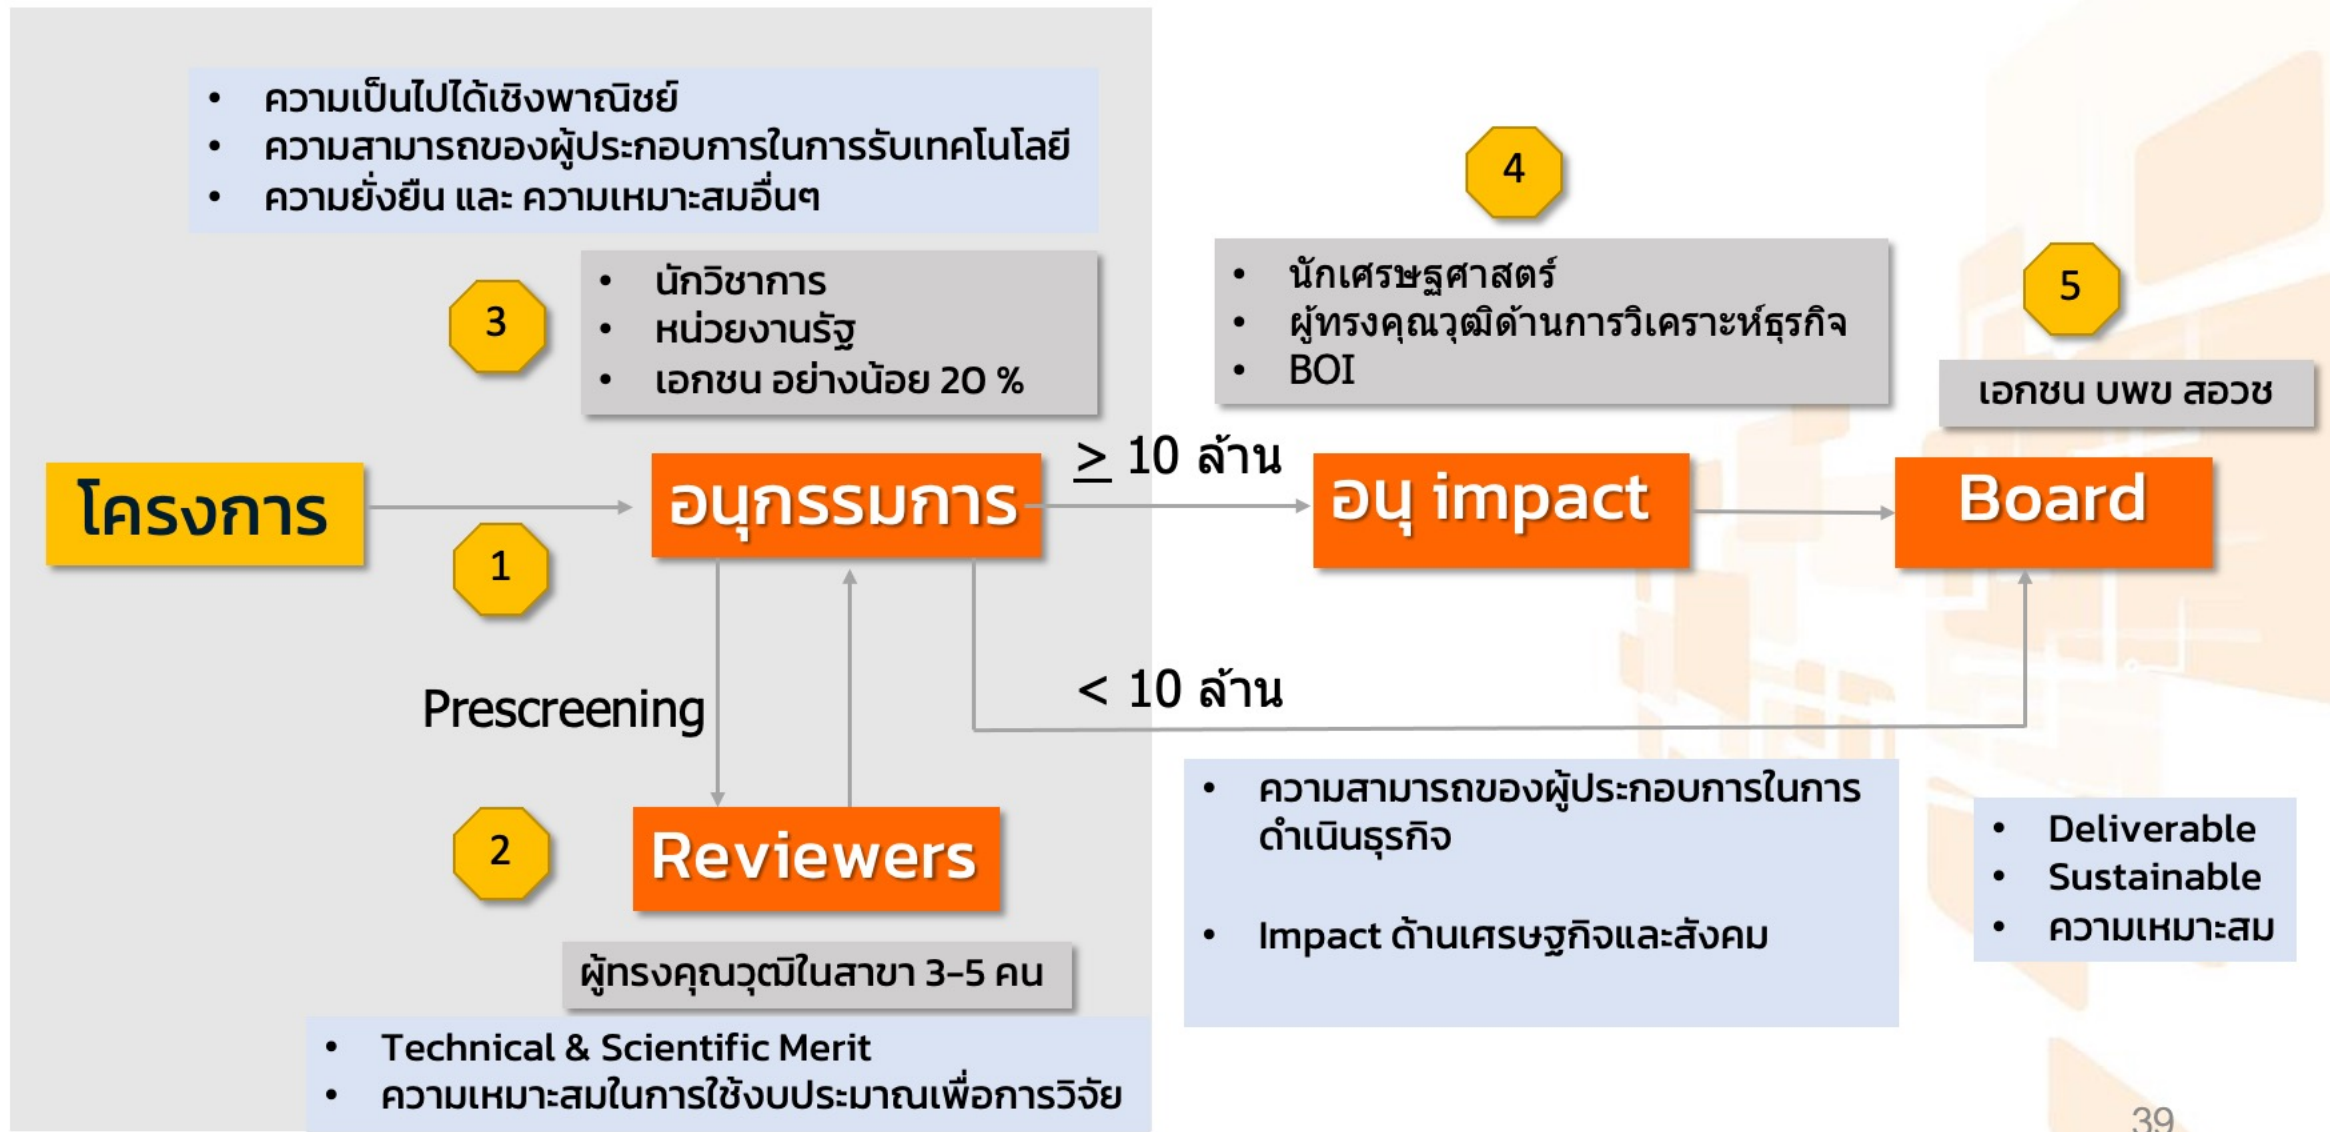 • ความเป็นไปได้เชิงพาณิชย์
• ความสามารถของผู้ประกอบการในการรับเทคโนโลยี
• ความยั่งยืน และ ความเหมาะสมอื่นๆ
3
• นักวิชาการ
• หน่วยงานรัฐ
• เอกชน อย่างน้อย 20 %
4
• นักเศรษฐศาสตร์
• ผู้ทรงคุณวุฒิด้านการวิเคราะห์ธุรกิจ
• BOI
5
เอกชน บพข สอวช
โครงการ
1
อนุกรรมการ
≥ 10 ล้าน
อนุ impact
Board
Prescreening
< 10 ล้าน
2
Reviewers
ผู้ทรงคุณวุฒิในสาขา 3-5 คน
• Technical & Scientific Merit
• ความเหมาะสมในการใช้งบประมาณเพื่อการวิจัย
• ความสามารถของผู้ประกอบการในการ
ดำเนินธุรกิจ
• Impact ด้านเศรษฐกิจและสังคม
• Deliverable
• Sustainable
• ความเหมาะสม
39